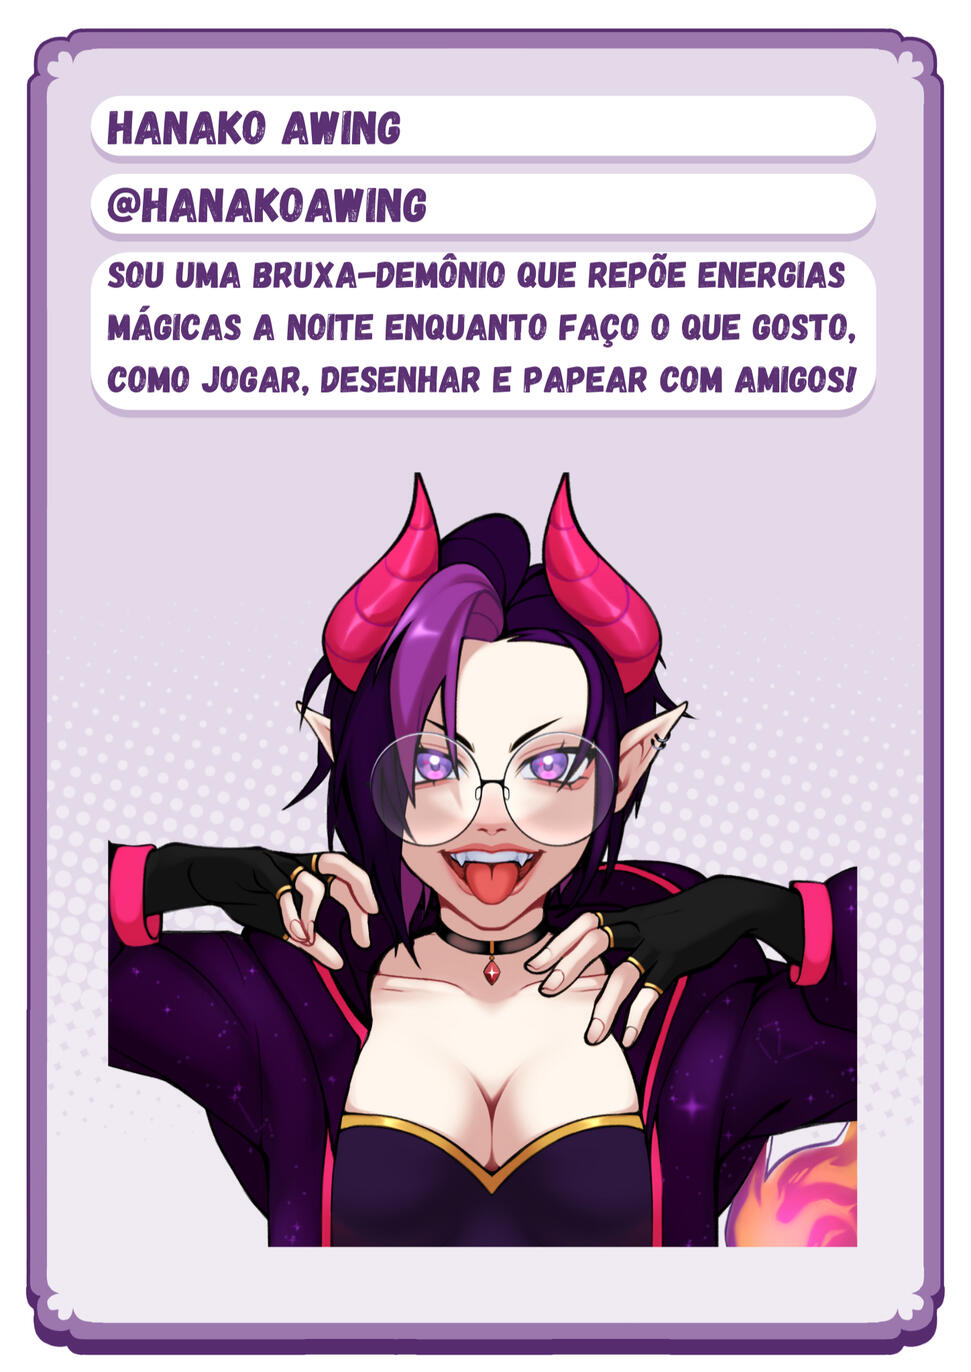 HANAKO AWING
@HANAKOAWING
SOU UMA BRUXA-DEMÔNIO QUE REPÕE ENERGIAS
MÁGICAS A NOITE ENQUANTO FAÇO O QUE GOSTO,
COMO JOGAR, DESENHAR E PAPEAR COM AMIGOS!